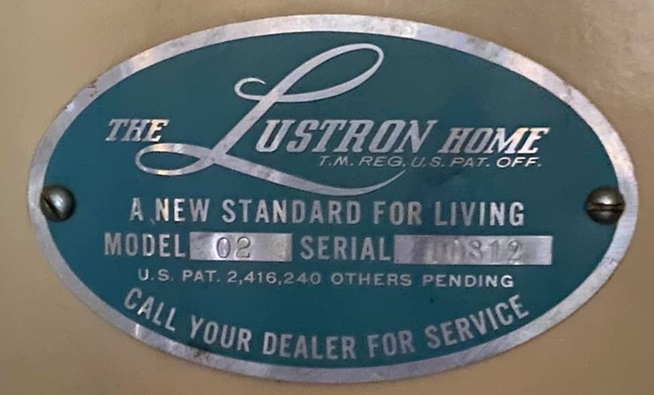 THE LUSTRON HOME
T.M. REG. U.S. PAT. OFF.
A NEW STANDARD FOR LIVING
MODEL 02 SERIAL 00812
U.S. PAT. 2,416,240 OTHERS PENDING
CALL YOUR DEALER FOR SERVICE